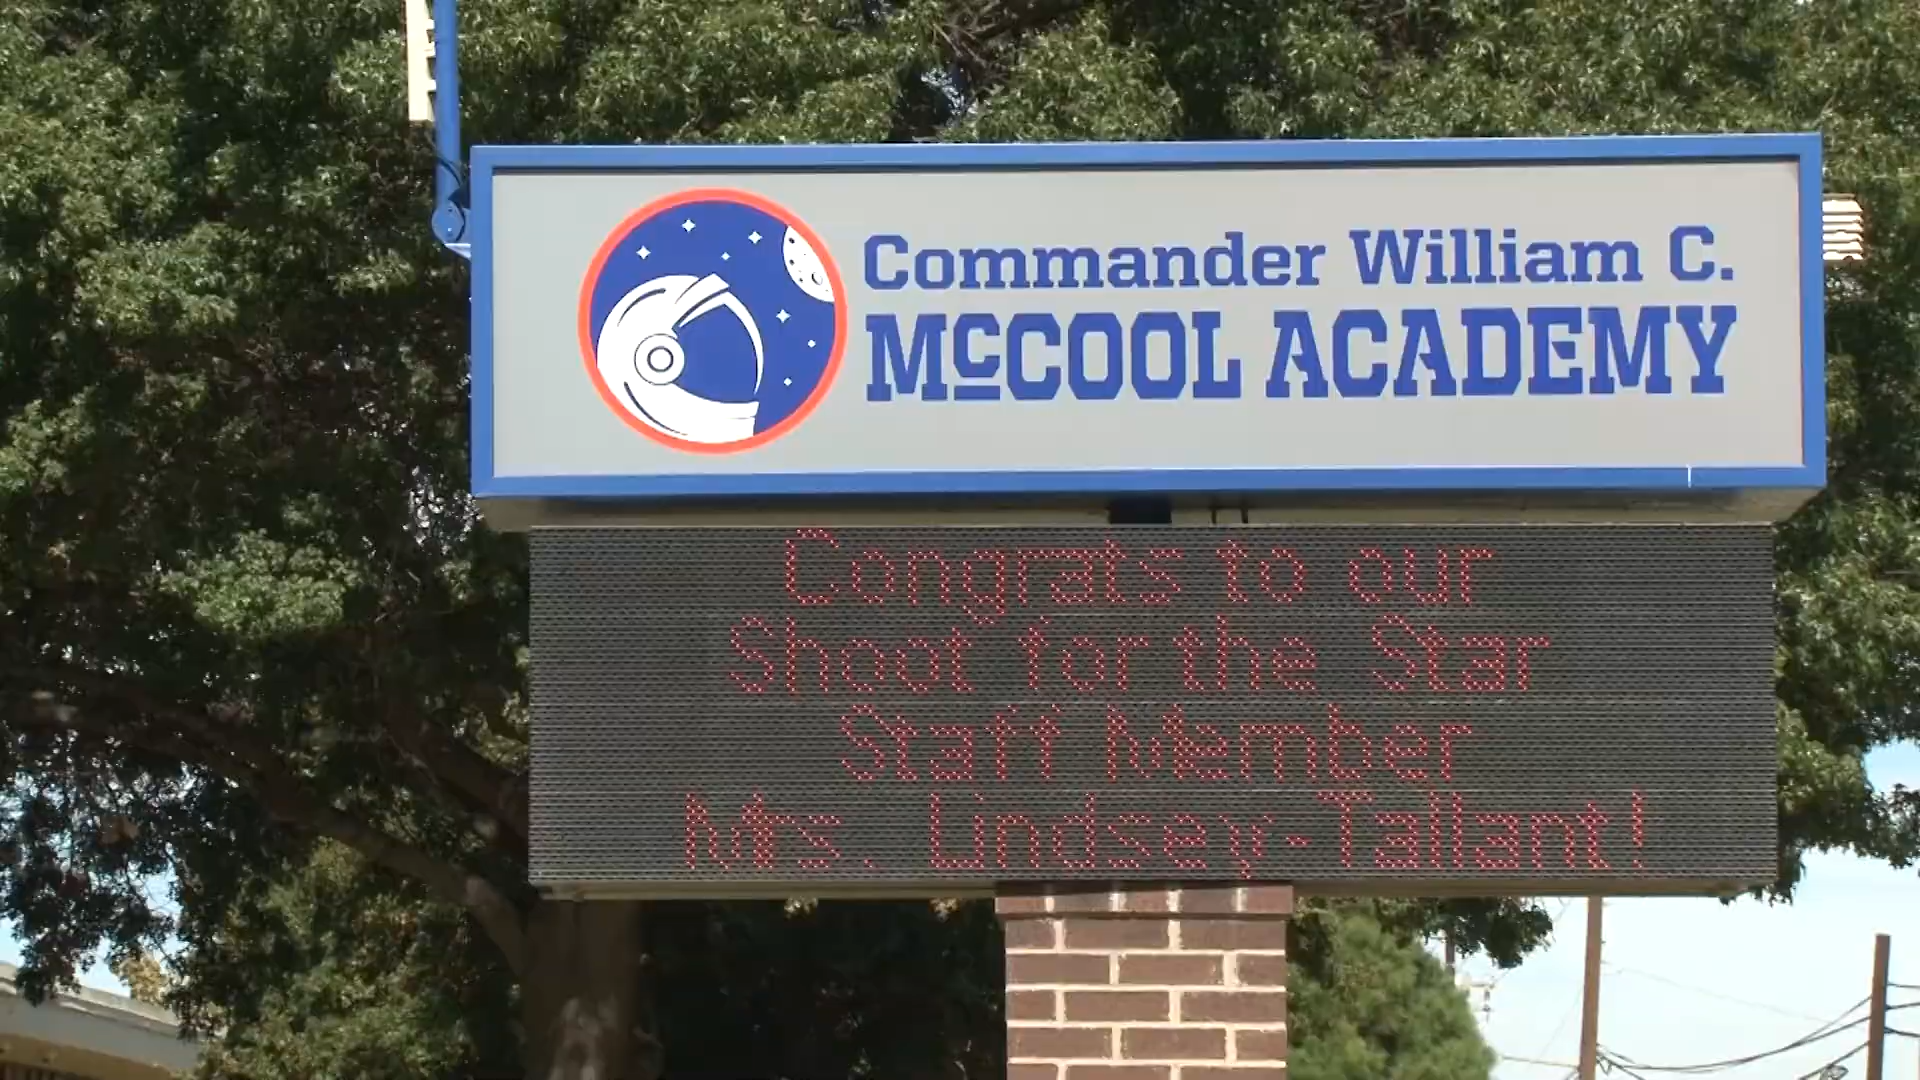 Commander William C.
McCOOL ACADEMY
Congrats to our
Shoot for the Star
Staff Member
Mrs. Lindsey-Tallant!